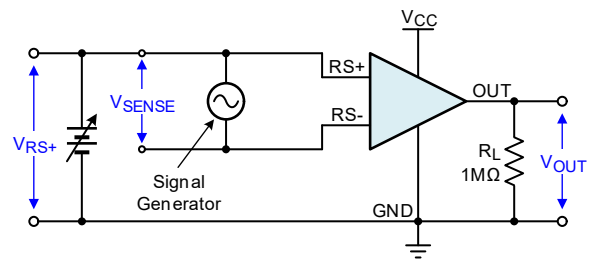 VCC
RS+
OUT
VSENSE
RS-
VRS+
RL
1MΩ
VOUT
Signal
Generator
GND